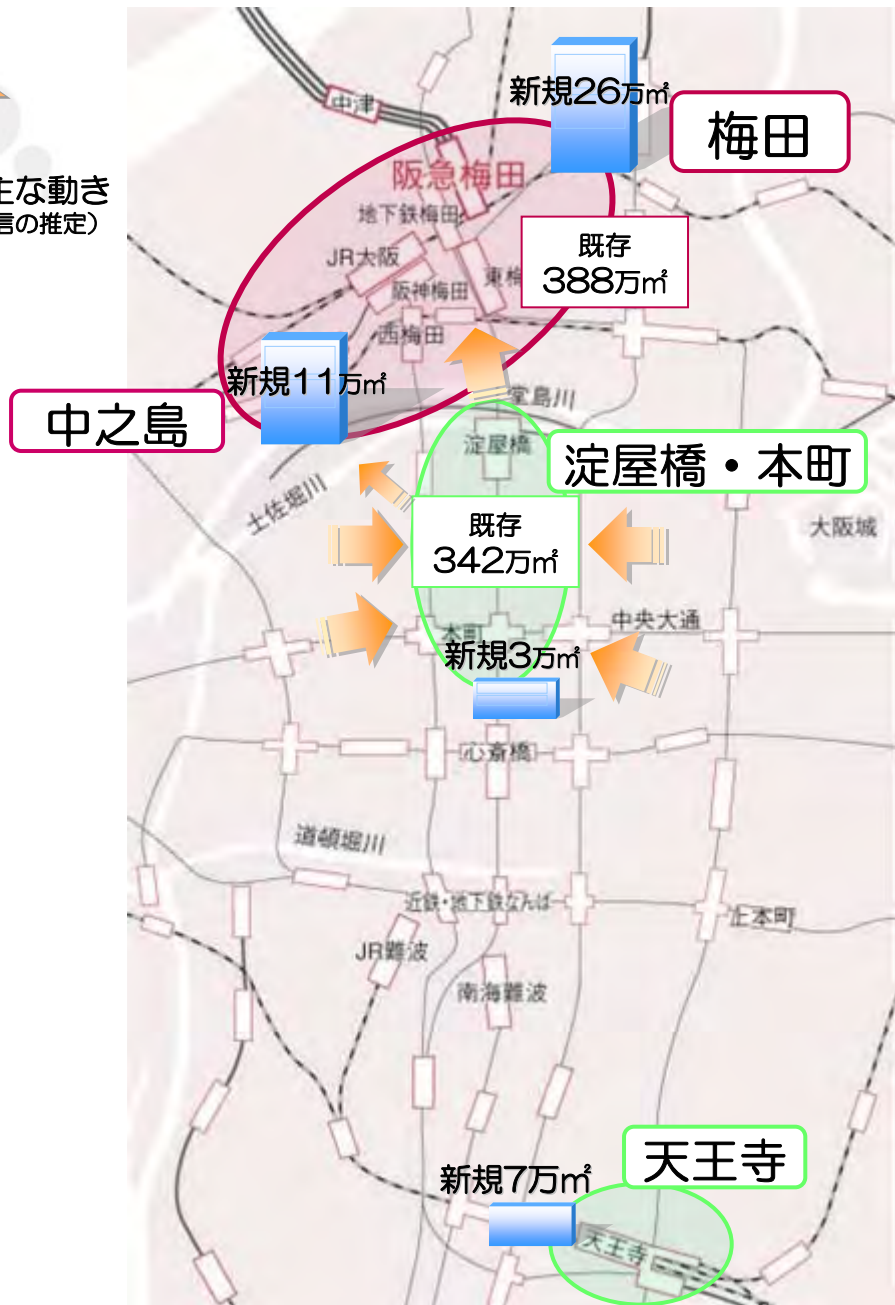 新規26万㎡
梅田
中津
阪急梅田
主な動き
信の推定）
地下鉄梅田
既存
388万㎡
JR大阪
東梅
阪神梅田
西梅田
新規11万㎡
中之島
堂島川
淀屋橋
淀屋橋・本町
土佐堀川
既存
342万㎡
大阪城
中央大通
本町
新規3万㎡
心斎橋
道頓堀川
近鉄・地下鉄なんば
上本町
JR難波
南海難波
天王寺
新規7万㎡
天王寺